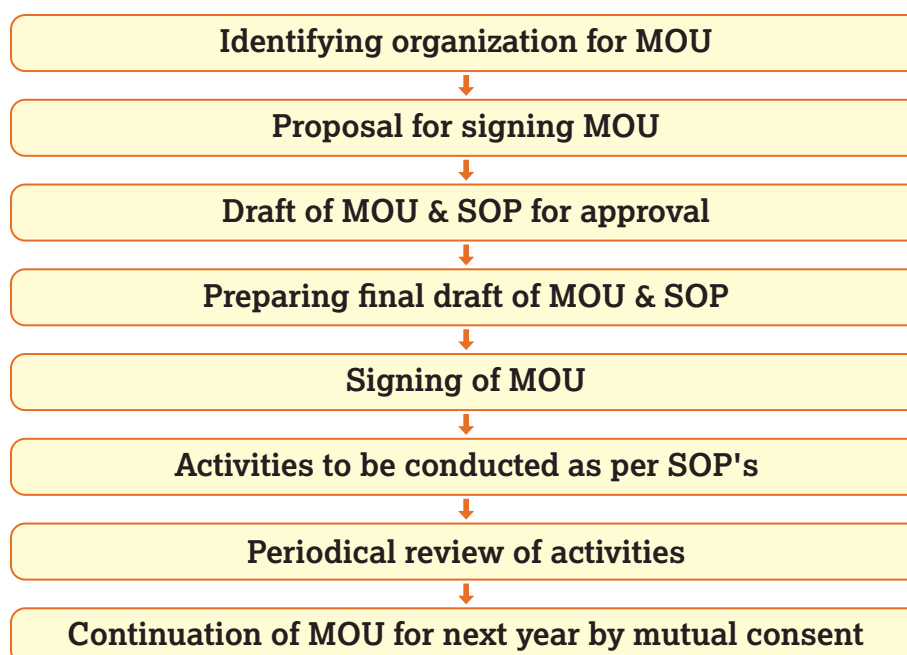 Identifying organization for MOU
Proposal for signing MOU
Draft of MOU & SOP for approval
Preparing final draft of MOU & SOP
Signing of MOU
Activities to be conducted as per SOP's
Periodical review of activities
Continuation of MOU for next year by mutual consent